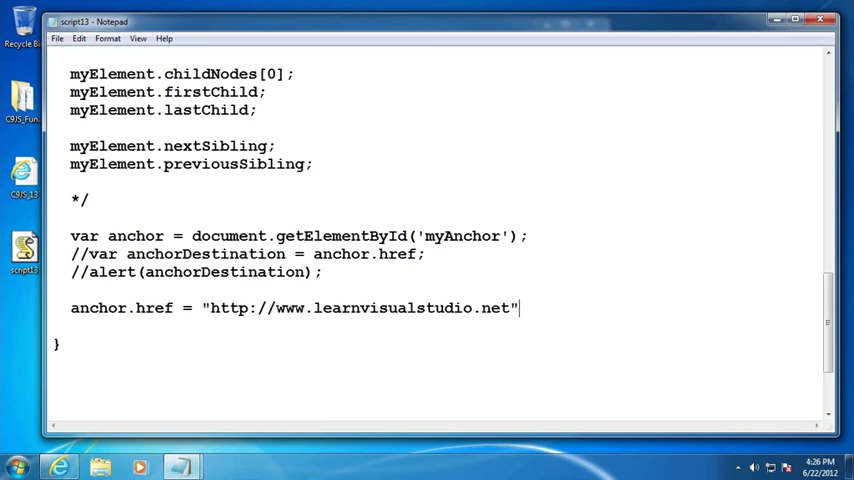 script13 - Notepad
File Edit Format View Help
Recycle Bin
C9JS_Fun...
C9JS_13
script13
myElement.childNodes[0];
myElement.firstChild;
myElement.lastChild;
myElement.nextSibling;
myElement.previousSibling;
*/
var anchor = document.getElementById('myAnchor');
//var anchorDestination = anchor.href;
//alert(anchorDestination);
anchor.href = "http://www.learnvisualstudio.net"
}
4:26 PM
6/22/2012